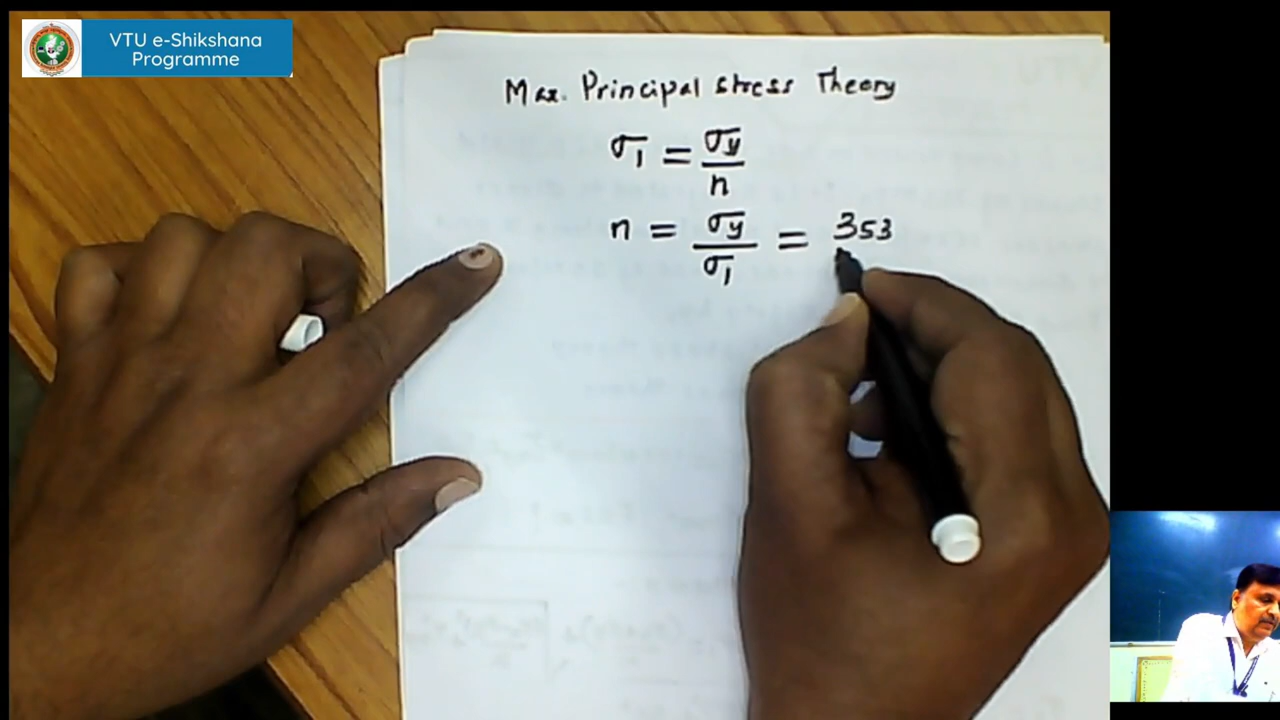 VTU e-Shikshana
Programme
Max. Principal stress Theory
σ1 = σy/n
n = σy/σ1 = 353